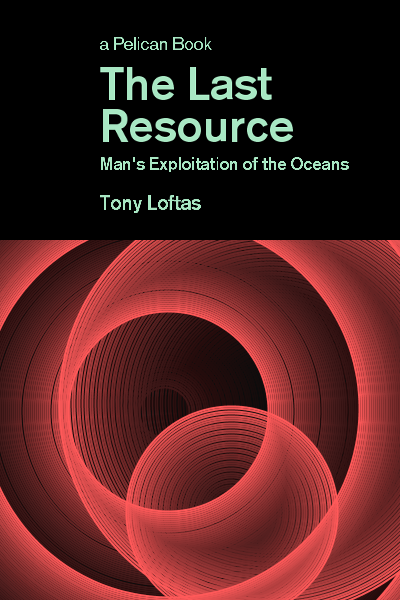 a Pelican Book
The Last
Resource
Man's Exploitation of the Oceans
Tony Loftas